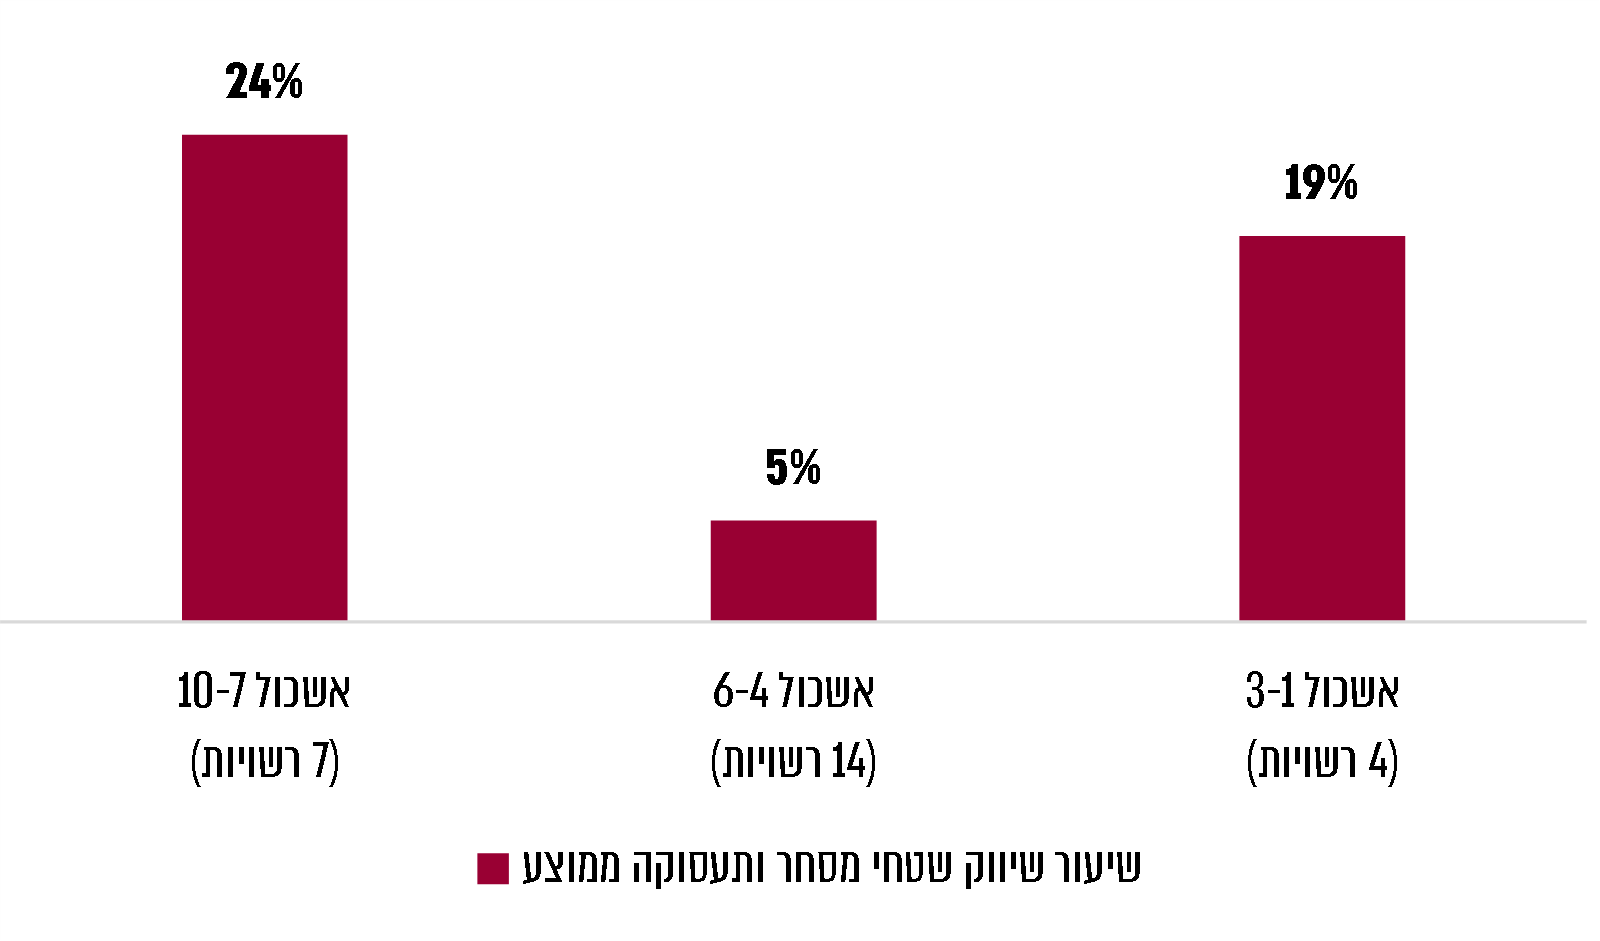 24%
19%
5%
אשכול 3-1
(4 רשויות)
אשכול 6-4
(14 רשויות)
אשכול 10-7
(7 רשויות)
שיעור שיווק שטחי מסחר ותעסוקה ממוצע